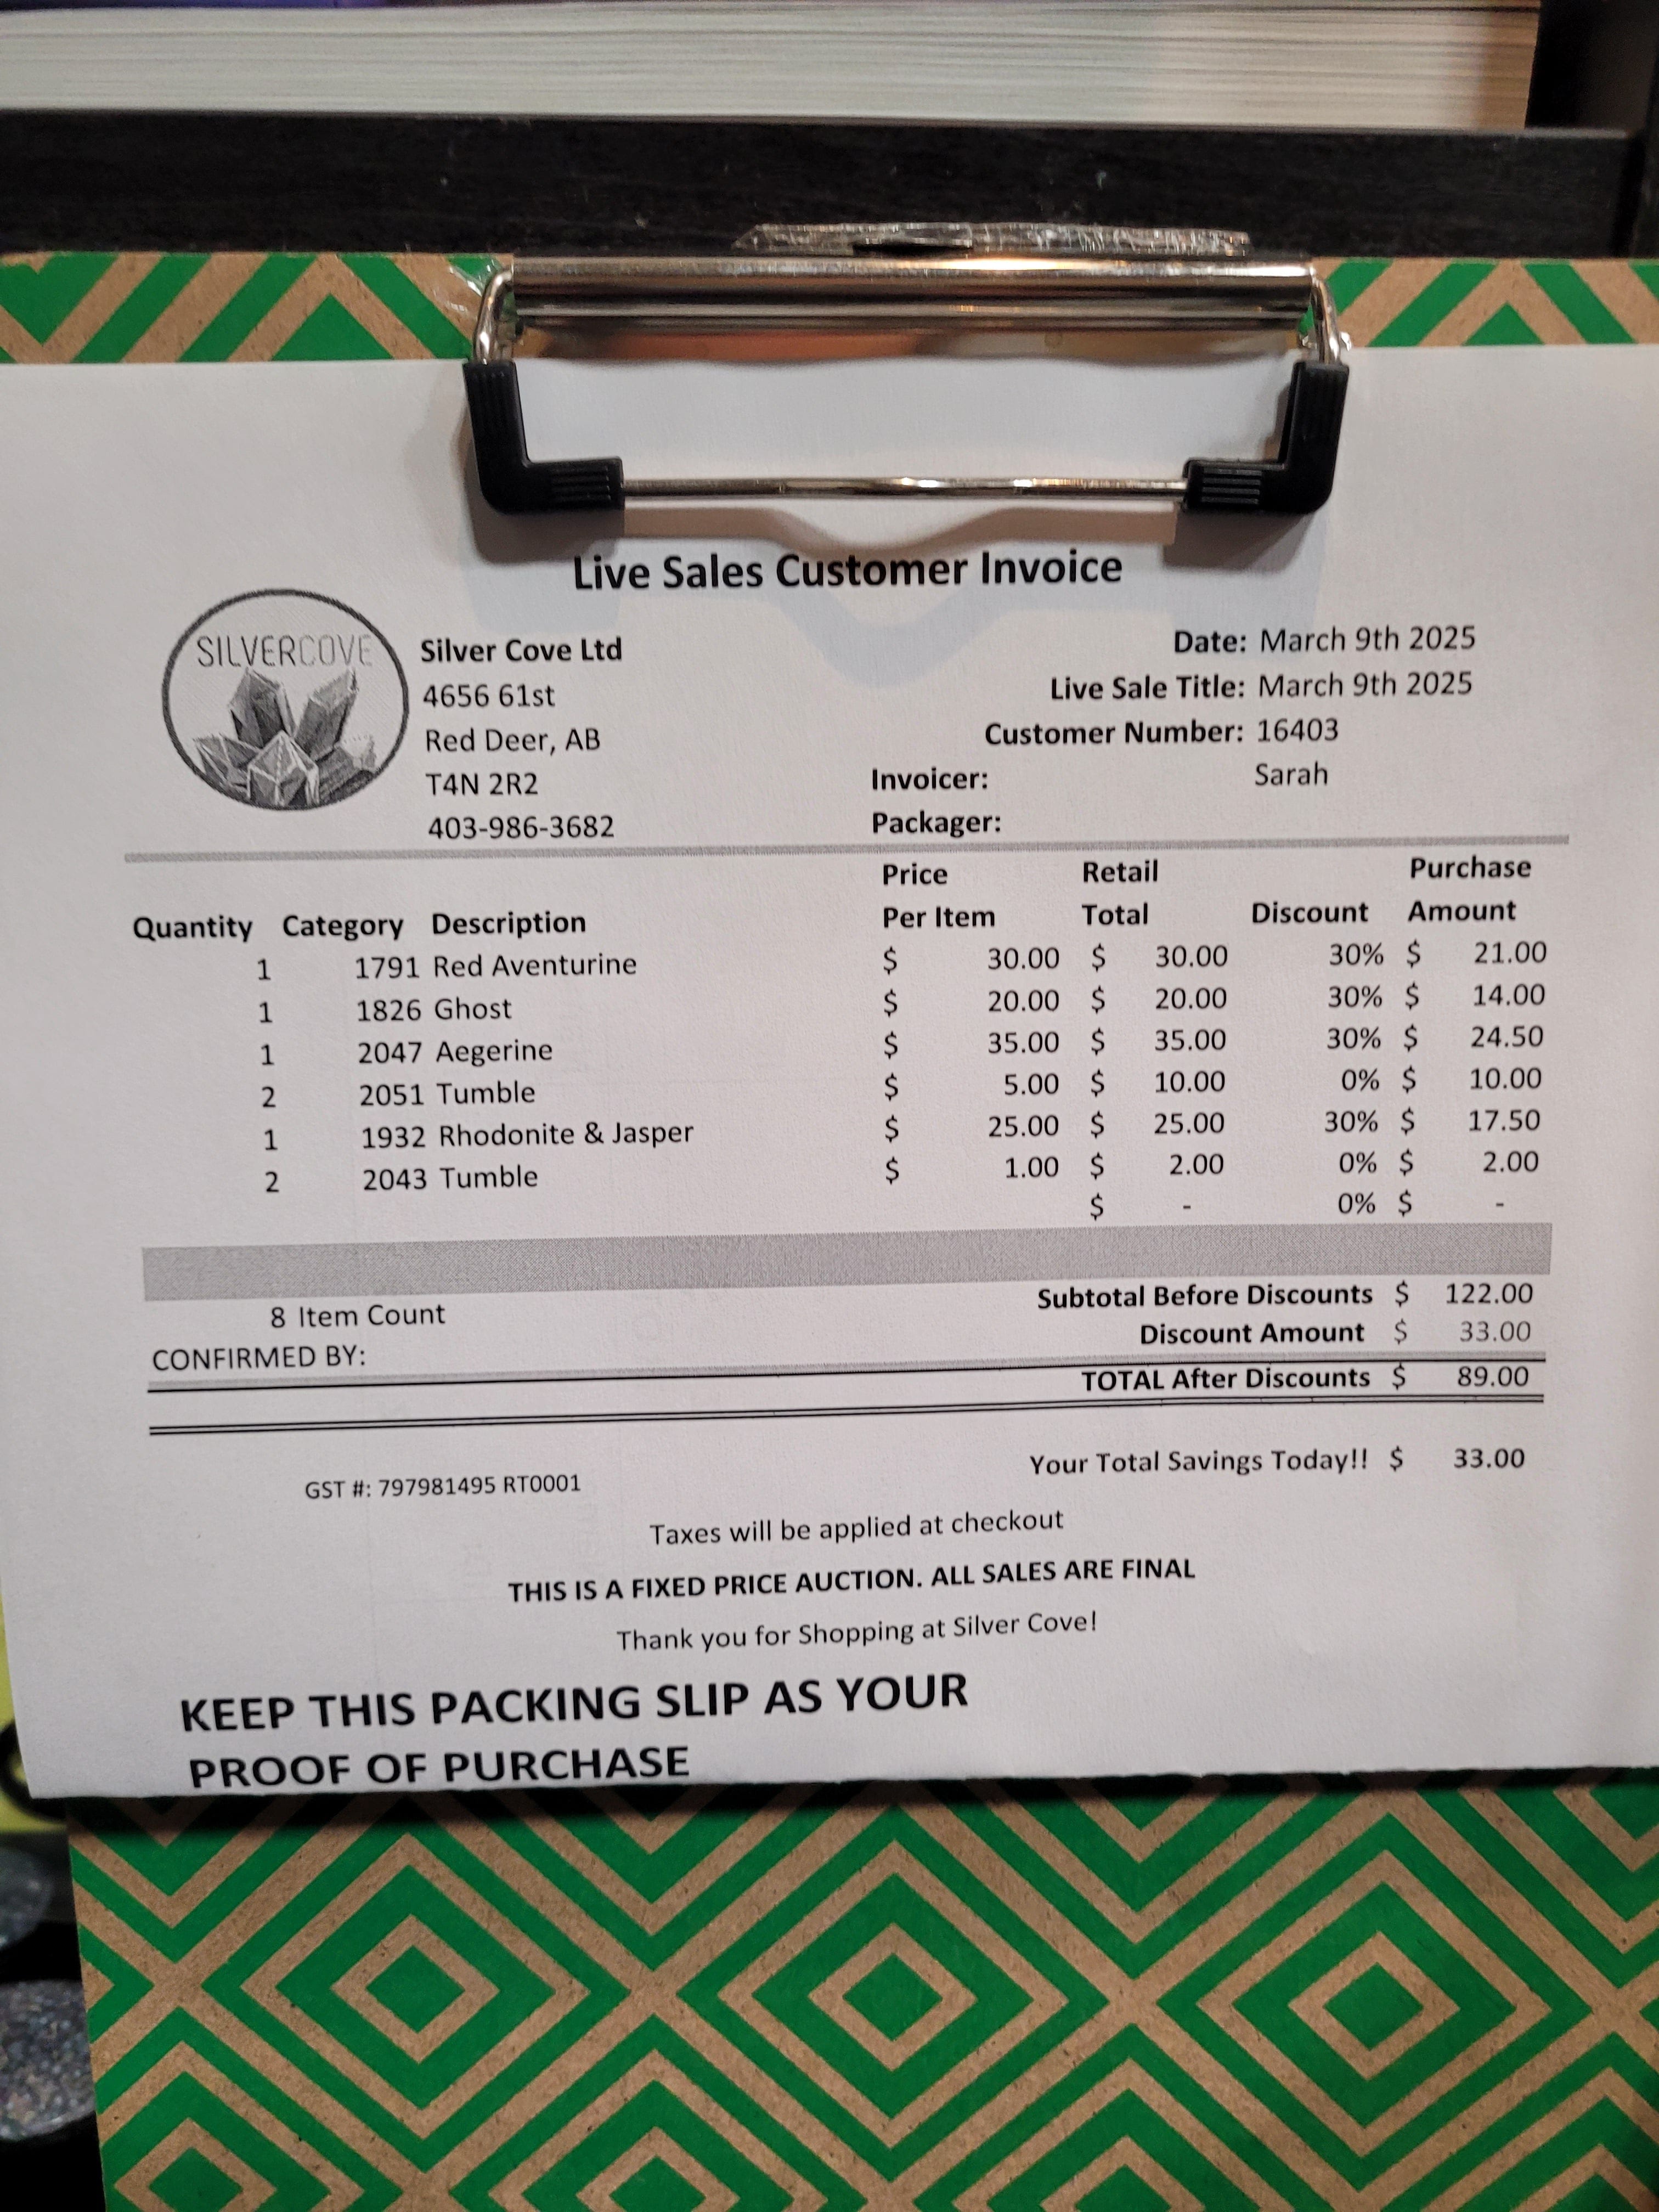 Live Sales Customer Invoice
SILVERCOVE
Silver Cove Ltd
4656 61st
Red Deer, AB
T4N 2R2
403-986-3682
Date: March 9th 2025
Live Sale Title: March 9th 2025
Customer Number: 16403
Invoicer: Sarah
Packager:
Quantity Category Description Price Per Item Retail Total Discount Purchase Amount
1 1791 Red Aventurine $ 30.00 $ 30.00 30% $ 21.00
1 1826 Ghost $ 20.00 $ 20.00 30% $ 14.00
1 2047 Aegerine $ 35.00 $ 35.00 30% $ 24.50
2 2051 Tumble $ 5.00 $ 10.00 0% $ 10.00
1 1932 Rhodonite & Jasper $ 25.00 $ 25.00 30% $ 17.50
2 2043 Tumble $ 1.00 $ 2.00 0% $ 2.00
$ - 0% $ -
Subtotal Before Discounts $ 122.00
8 Item Count
Discount Amount $ 33.00
CONFIRMED BY:
TOTAL After Discounts $ 89.00
Your Total Savings Today!! $ 33.00
GST #: 797981495 RT0001
Taxes will be applied at checkout
THIS IS A FIXED PRICE AUCTION. ALL SALES ARE FINAL
Thank you for Shopping at Silver Cove!
KEEP THIS PACKING SLIP AS YOUR
PROOF OF PURCHASE